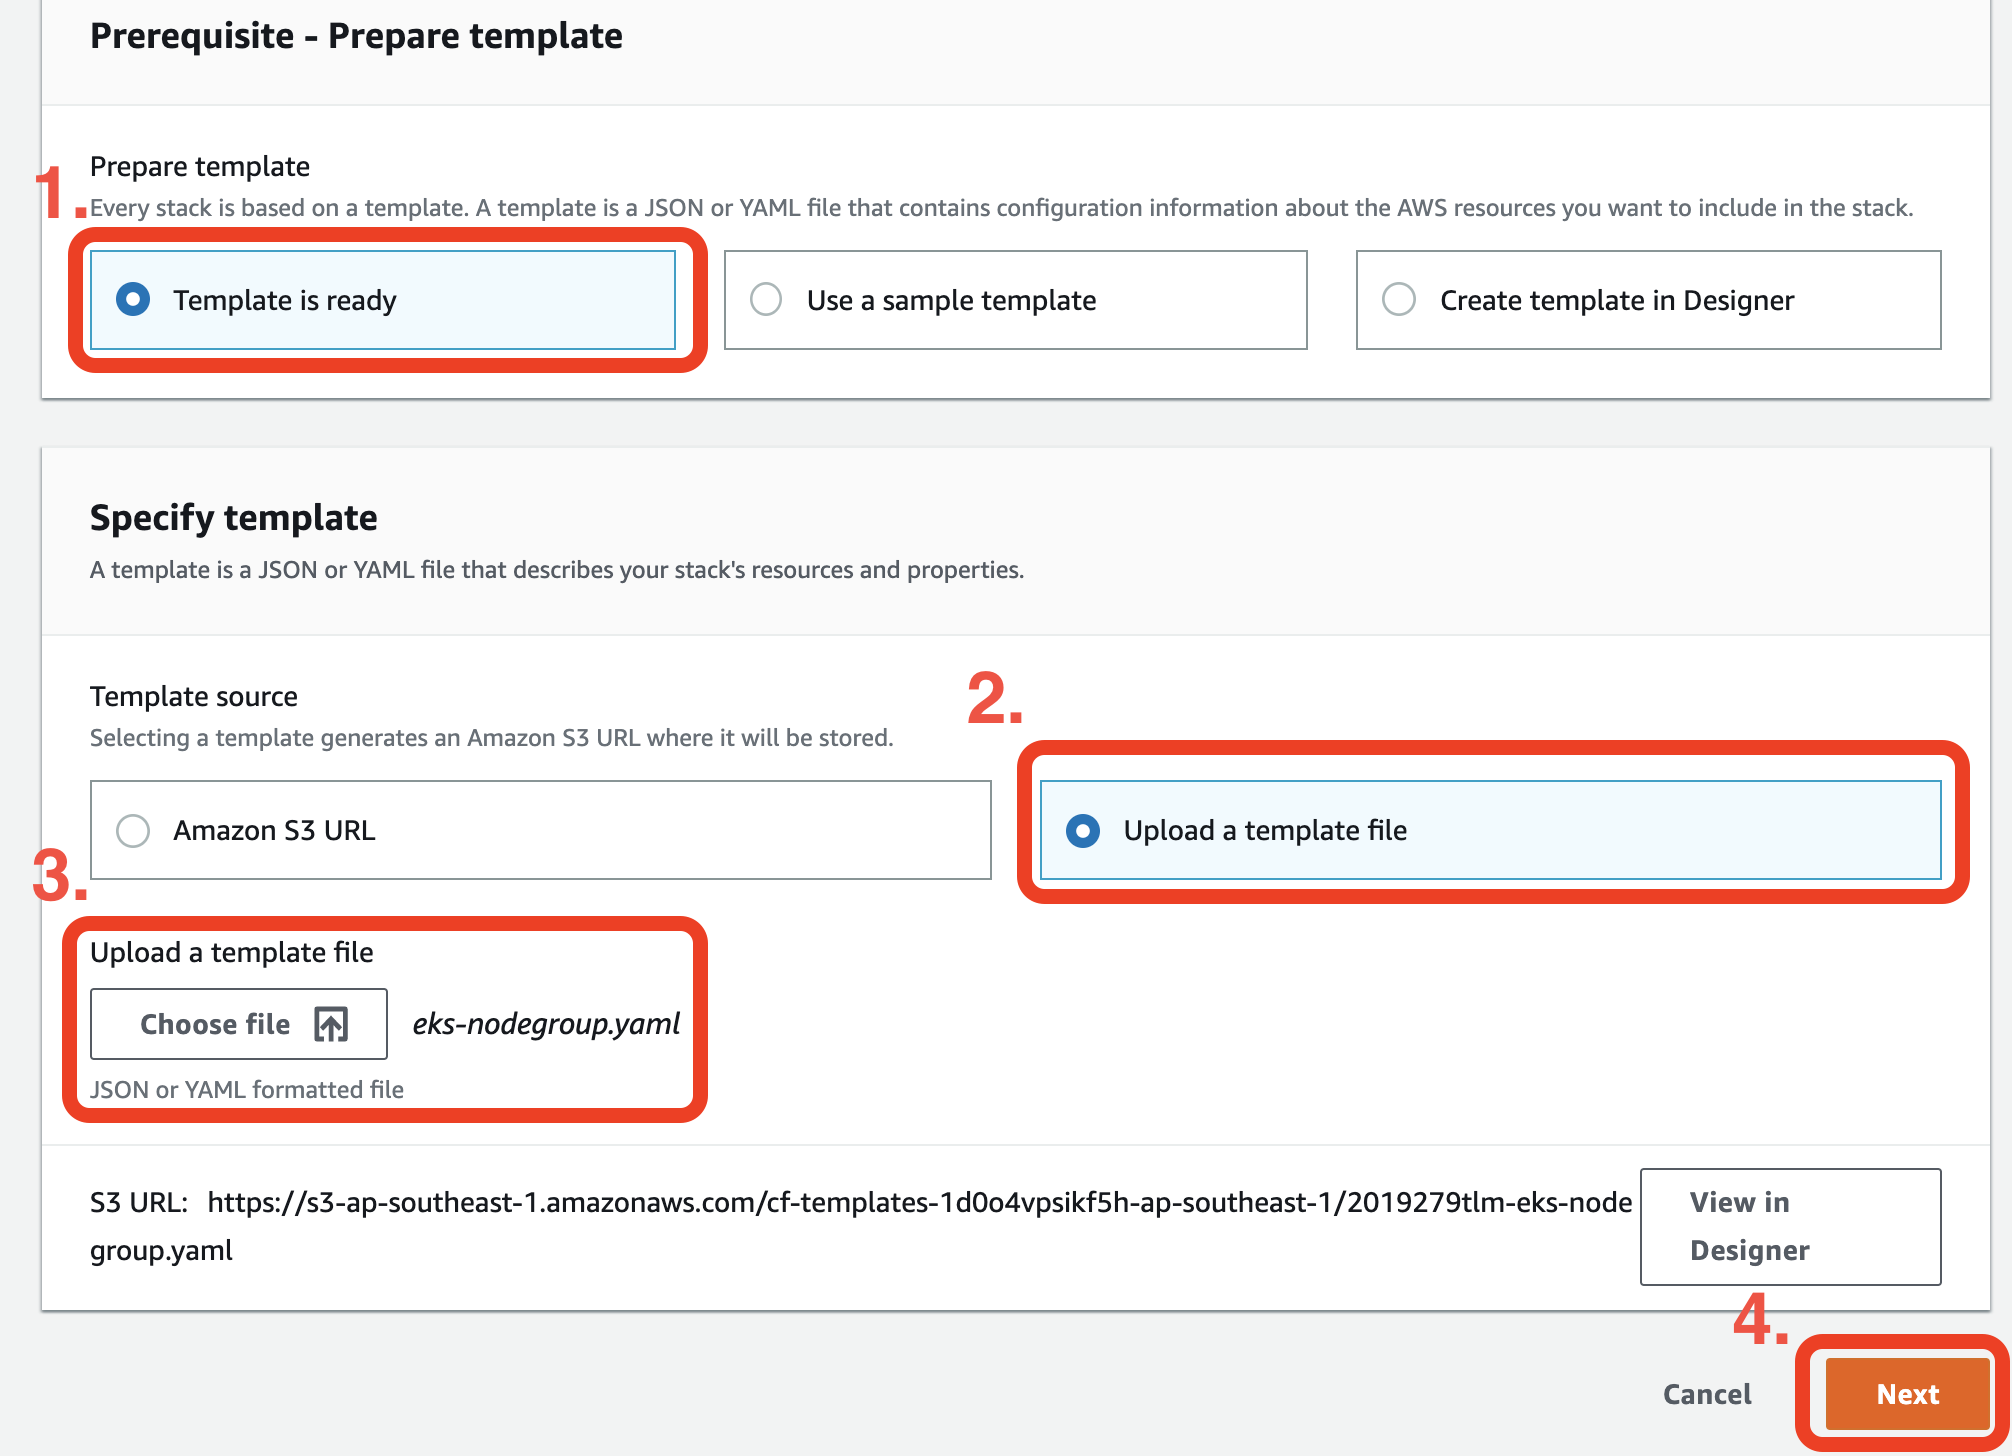 Prerequisite - Prepare template
Prepare template
1.
Every stack is based on a template. A template is a JSON or YAML file that contains configuration information about the AWS resources you want to include in the stack.
Template is ready
Use a sample template
Create template in Designer
Specify template
A template is a JSON or YAML file that describes your stack's resources and properties.
Template source
2.
Selecting a template generates an Amazon S3 URL where it will be stored.
Amazon S3 URL
Upload a template file
3.
Upload a template file
Choose file
eks-nodegroup.yaml
JSON or YAML formatted file
S3 URL: https://s3-ap-southeast-1.amazonaws.com/cf-templates-1d0o4vpsikf5h-ap-southeast-1/2019279tlm-eks-node
group.yaml
View in
Designer
4.
Cancel
Next